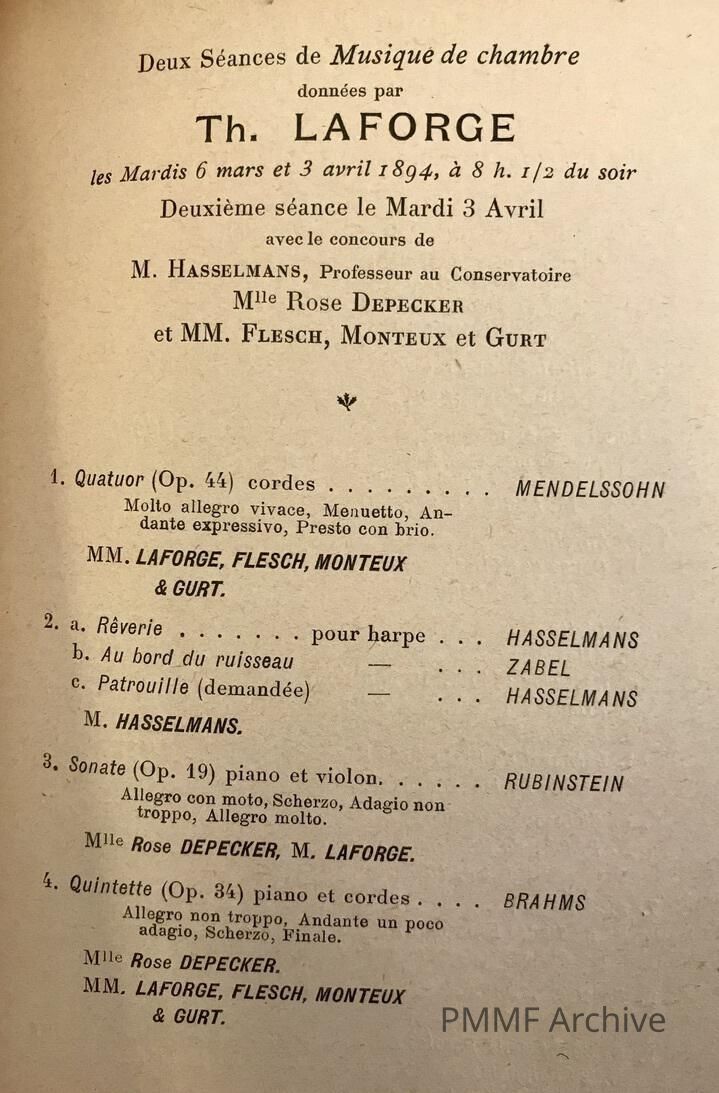 Deux Séances de Musique de chambre
données par
Th. LAFORGE
les Mardis 6 mars et 3 avril 1894, à 8 h. 1/2 du soir
Deuxième séance le Mardi 3 Avril
avec le concours de
M. HASSELMANS, Professeur au Conservatoire
Mlle Rose DEPECKER
et MM. FLESCH, MONTEUX et GURT
1. Quatuor (Op. 44) cordes . . . . . . . . . MENDELSSOHN
Molto allegro vivace, Menuetto, An-
dante expressivo, Presto con brio.
MM. LAFORGE, FLESCH, MONTEUX
& GURT.
2. a. Rêverie . . . . . . . pour harpe . . . HASSELMANS
b. Au bord du ruisseau — . . . ZABEL
c. Patrouille (demandée) — . . . HASSELMANS
M. HASSELMANS.
3. Sonate (Op. 19) piano et violon. . . . . . RUBINSTEIN
Allegro con moto, Scherzo, Adagio non
troppo, Allegro molto.
Mlle Rose DEPECKER, M. LAFORGE.
4. Quintette (Op. 34) piano et cordes . . . . BRAHMS
Allegro non troppo, Andante un poco
adagio, Scherzo, Finale.
Mlle Rose DEPECKER.
MM. LAFORGE, FLESCH, MONTEUX
& GURT.
PMMF Archive